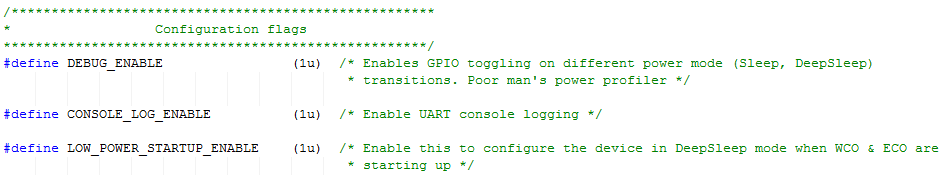 /*****************************************************
*                  Configuration flags
*****************************************************/
#define DEBUG_ENABLE                (1u)  /* Enables GPIO toggling on different power mode (Sleep, DeepSleep)
                                           * transitions. Poor man's power profiler */
#define CONSOLE_LOG_ENABLE          (1u)  /* Enable UART console logging */
#define LOW_POWER_STARTUP_ENABLE    (1u)  /* Enable this to configure the device in DeepSleep mode when WCO & ECO are
                                           * starting up */